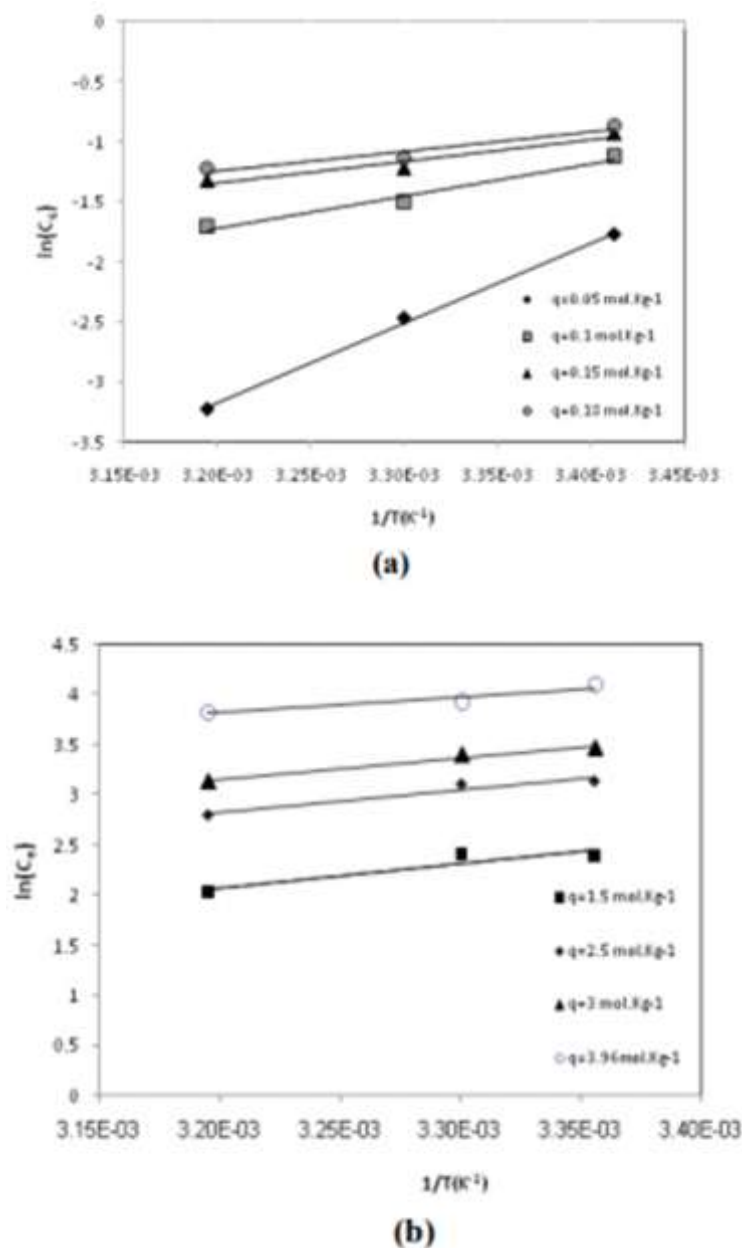 0
-0.5
-1
-1.5
-2
-2.5
-3
-3.5
ln(Cₑ)
q=0.05 mol.Kg-1
q=0.1 mol.Kg-1
q=0.15 mol.Kg-1
q=0.18 mol.Kg-1
3.15E-03 3.20E-03 3.25E-03 3.30E-03 3.35E-03 3.40E-03 3.45E-03
1/T(K⁻¹)
(a)
4.5
4
3.5
3
2.5
2
1.5
1
0.5
0
ln(Cₑ)
q=1.5 mol.Kg-1
q=2.5 mol.Kg-1
q=3 mol.Kg-1
q=3.96mol.Kg-1
3.15E-03 3.20E-03 3.25E-03 3.30E-03 3.35E-03 3.40E-03
1/T(K⁻¹)
(b)